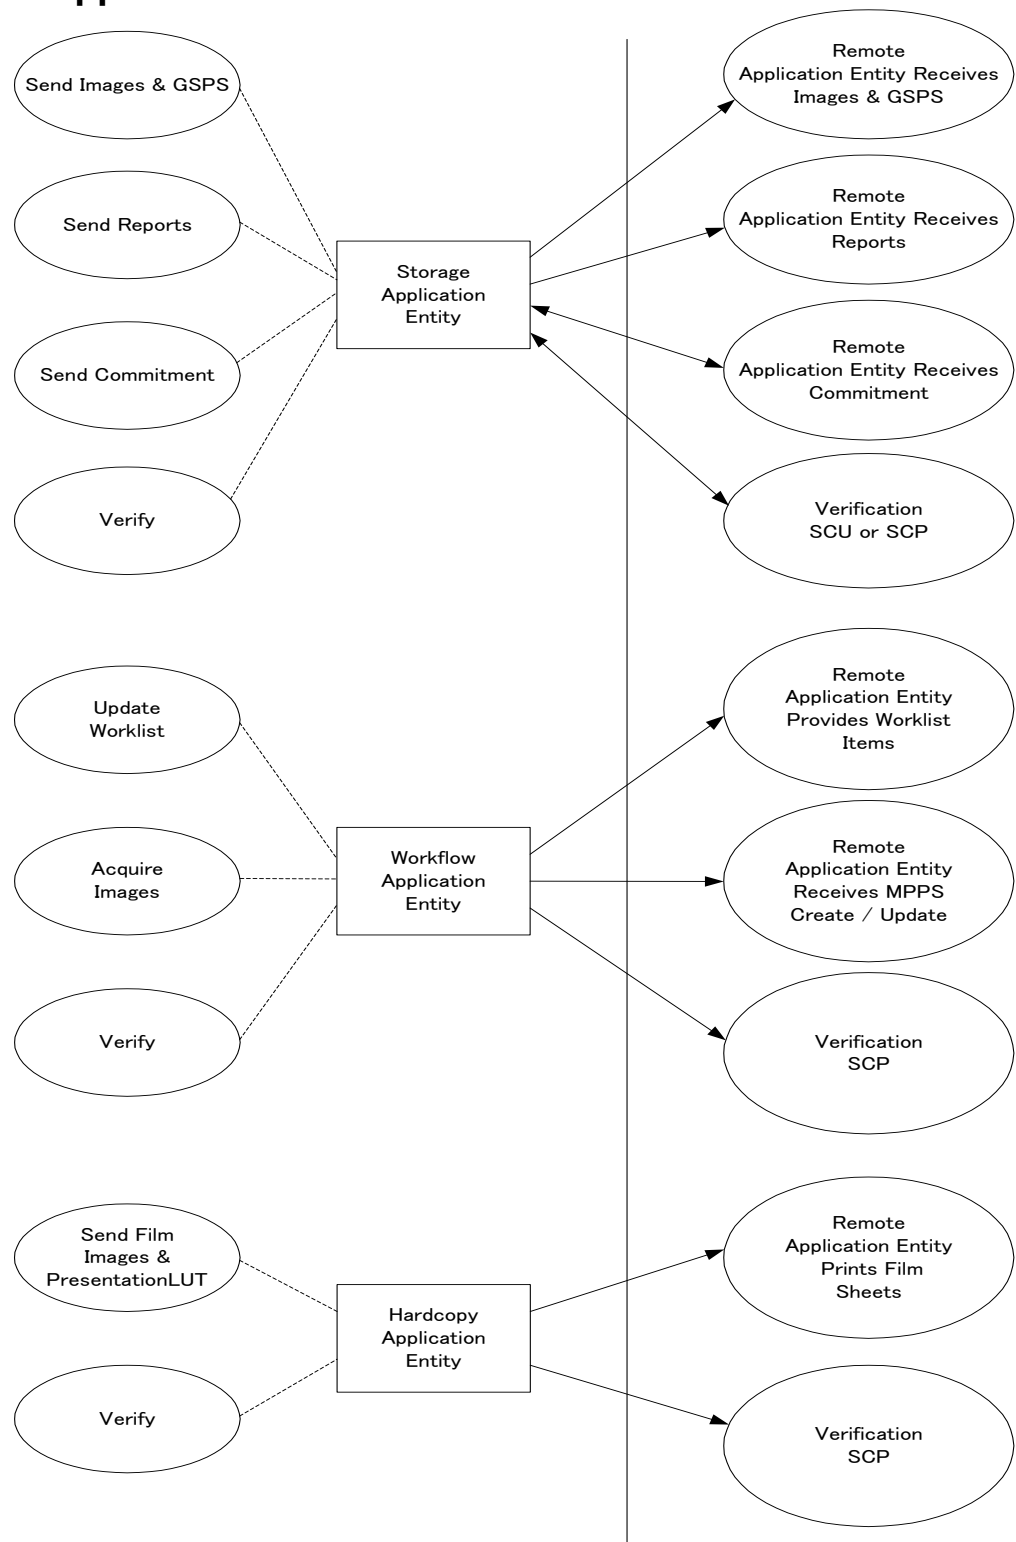 Send Images & GSPS
Send Reports
Send Commitment
Verify
Storage
Application
Entity
Remote
Application Entity Receives
Images & GSPS
Remote
Application Entity Receives
Reports
Remote
Application Entity Receives
Commitment
Verification
SCU or SCP
Update
Worklist
Acquire
Images
Verify
Workflow
Application
Entity
Remote
Application Entity
Provides Worklist
Items
Remote
Application Entity
Receives MPPS
Create / Update
Verification
SCP
Send Film
Images &
PresentationLUT
Verify
Hardcopy
Application
Entity
Remote
Application Entity
Prints Film
Sheets
Verification
SCP